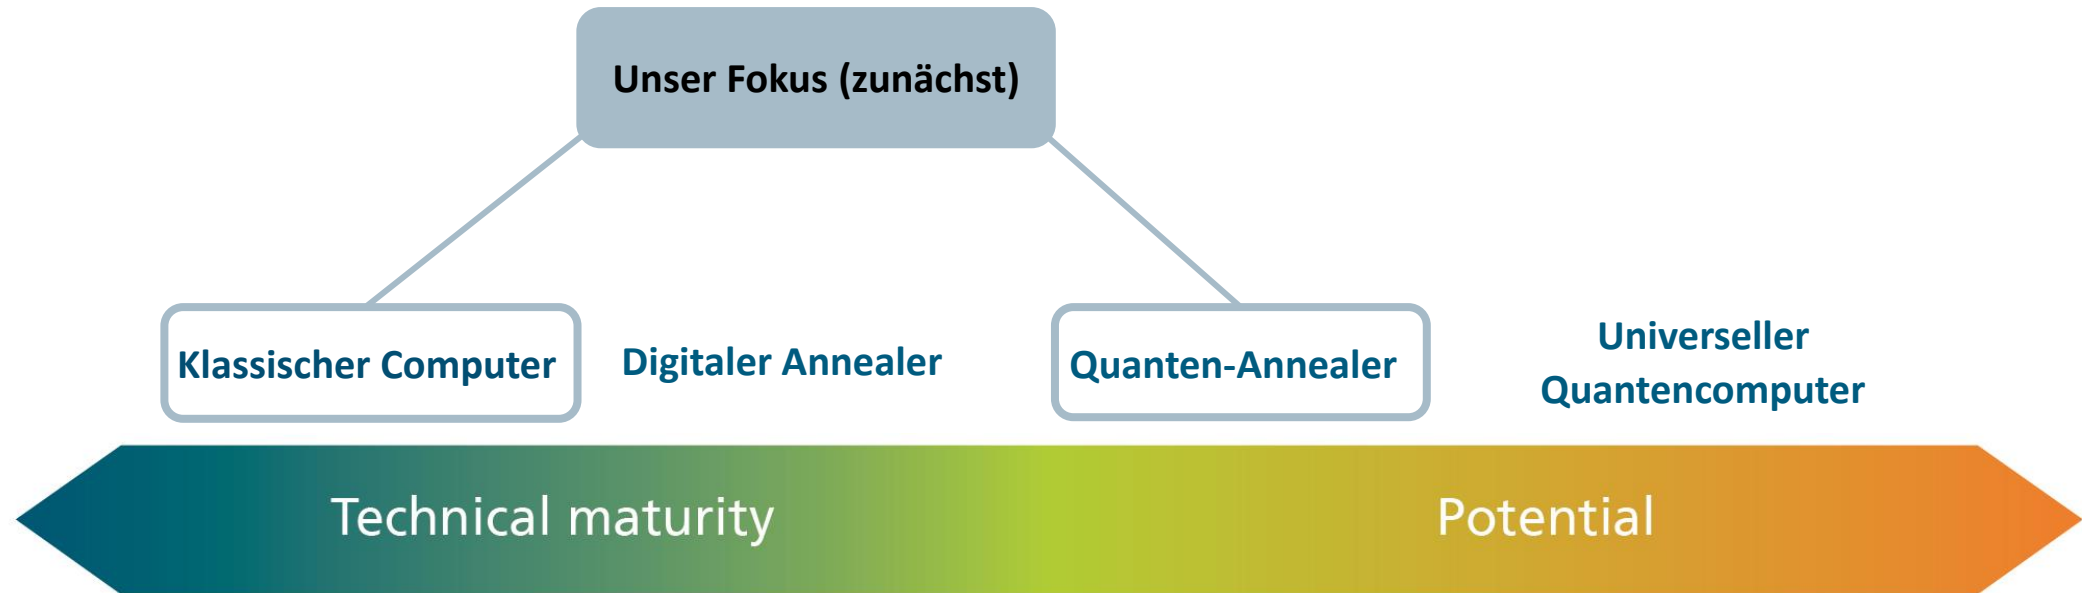 Unser Fokus (zunächst)
Klassischer Computer
Digitaler Annealer
Quanten-Annealer
Universeller
Quantencomputer
Technical maturity
Potential